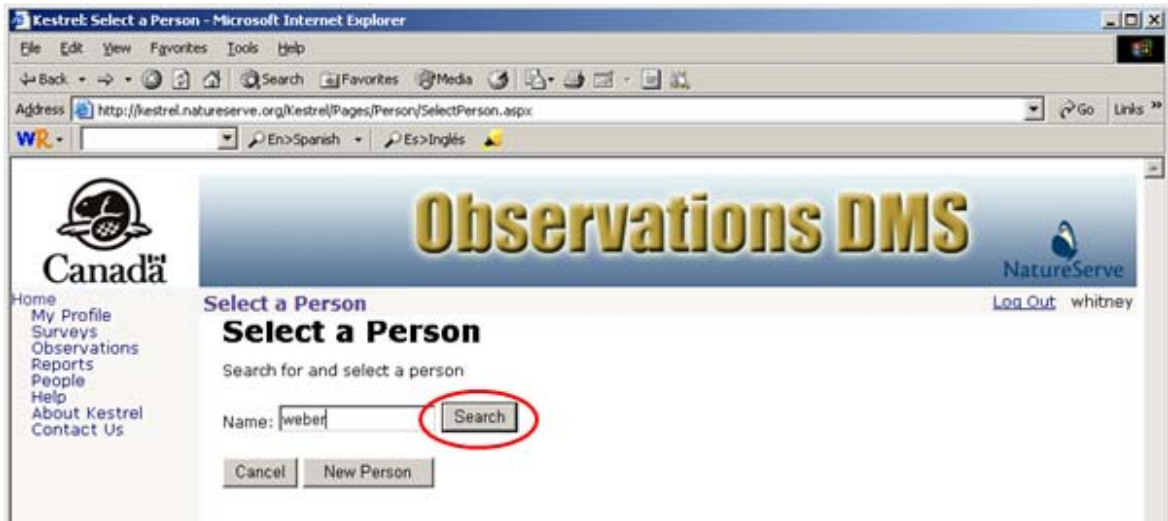 Kestrel: Select a Person - Microsoft Internet Explorer
File Edit View Favorites Tools Help
Back Search Favorites Media
Address http://kestrel.natureserve.org/Kestrel/Pages/Person/SelectPerson.aspx Go Links »
WR En>Spanish Es>Inglés
Observations DMS
Canada
NatureServe
Home
Select a Person
Log Out whitney
My Profile
Surveys
Observations
Reports
People
Help
About Kestrel
Contact Us
Select a Person
Search for and select a person
Name: weber Search
Cancel New Person